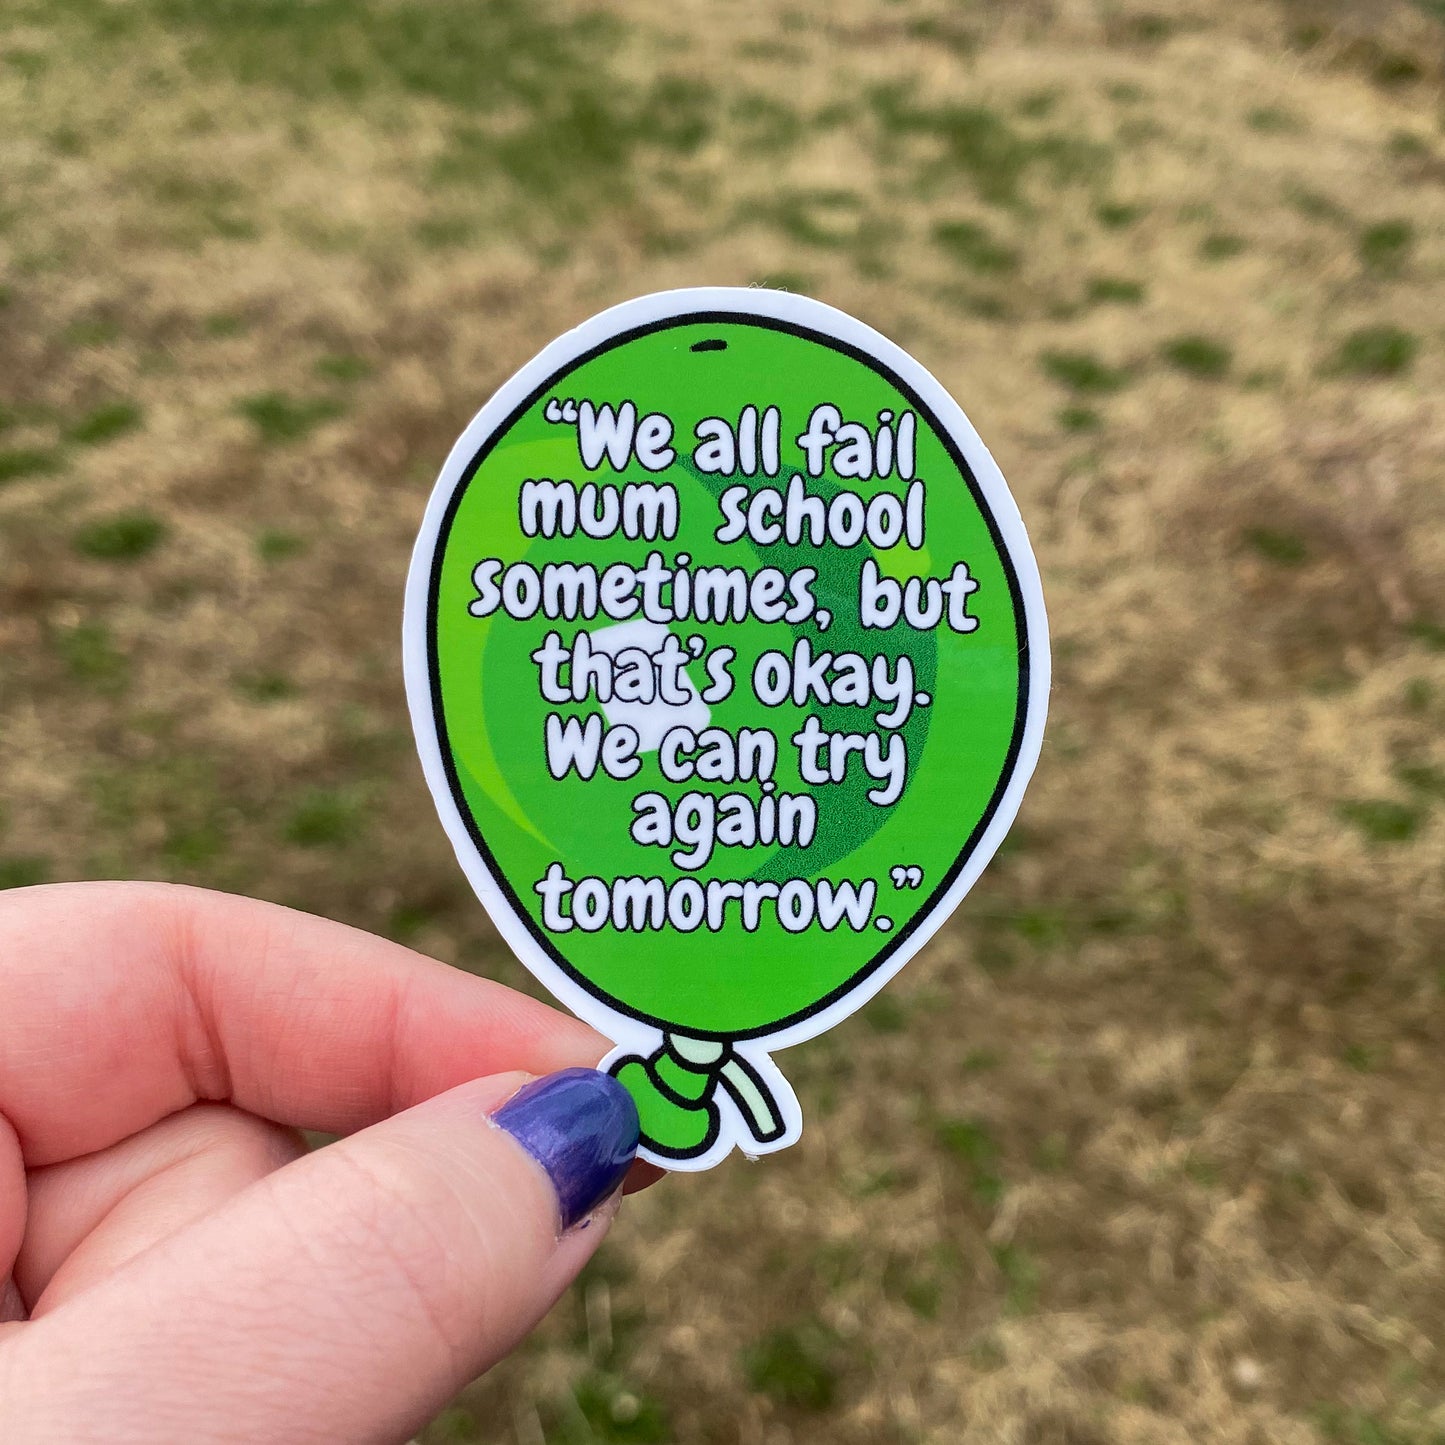 “We all fail
mum school
sometimes, but
that’s okay.
We can try
again
tomorrow.”